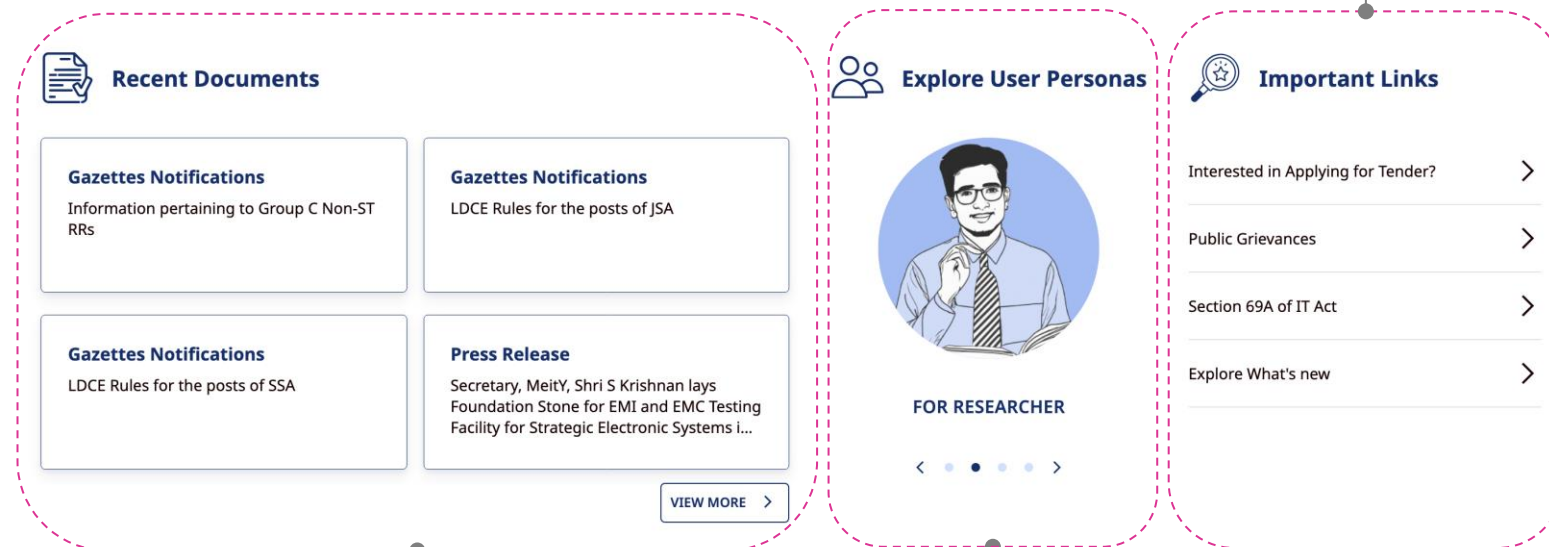 Recent Documents
Gazettes Notifications
Information pertaining to Group C Non-ST
RRs
Gazettes Notifications
LDCE Rules for the posts of JSA
Gazettes Notifications
LDCE Rules for the posts of SSA
Press Release
Secretary, MeitY, Shri S Krishnan lays
Foundation Stone for EMI and EMC Testing
Facility for Strategic Electronic Systems i...
VIEW MORE
Explore User Personas
FOR RESEARCHER
Important Links
Interested in Applying for Tender?
Public Grievances
Section 69A of IT Act
Explore What's new